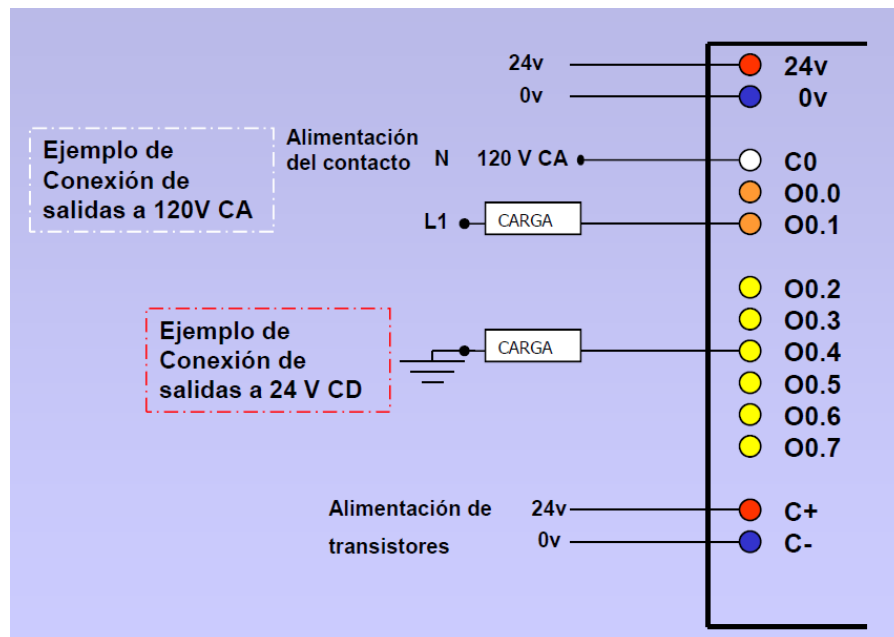 24v 24v
0v 0v
Ejemplo de
Conexión de
salidas a 120V CA
Alimentación
del contacto N 120 V CA C0
O0.0
L1 CARGA O0.1
O0.2
O0.3
Ejemplo de
Conexión de
salidas a 24 V CD
CARGA O0.4
O0.5
O0.6
O0.7
Alimentación de 24v C+
transistores 0v C-